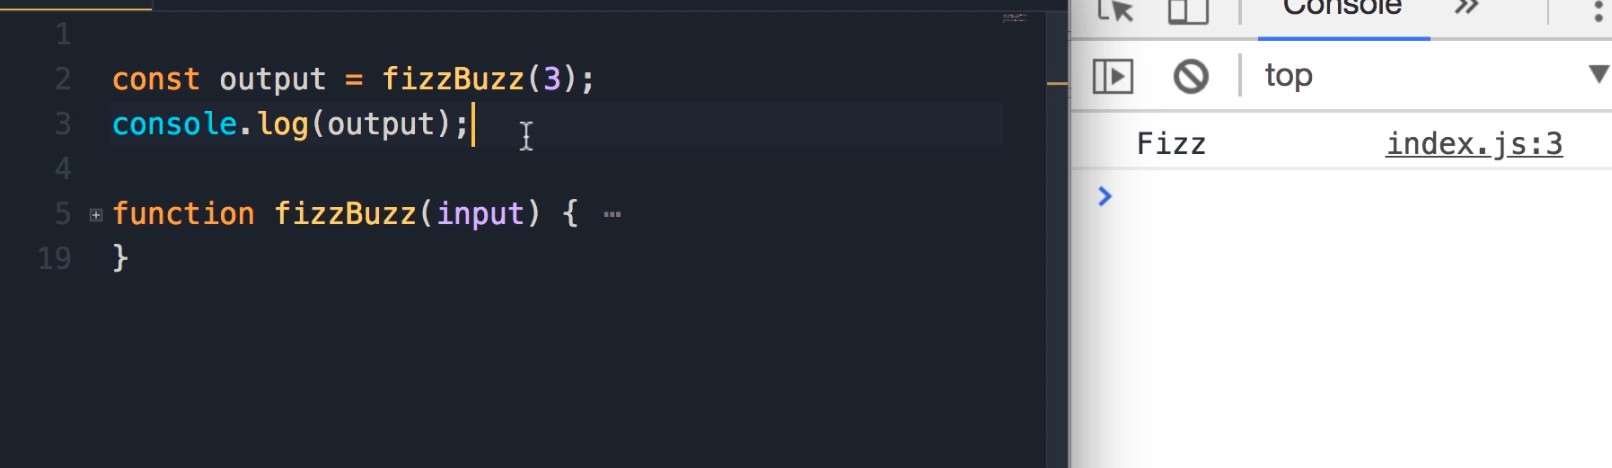 Console »
1
2 const output = fizzBuzz(3);
3 console.log(output);
4
5 function fizzBuzz(input) { …
19 }
top
Fizz index.js:3